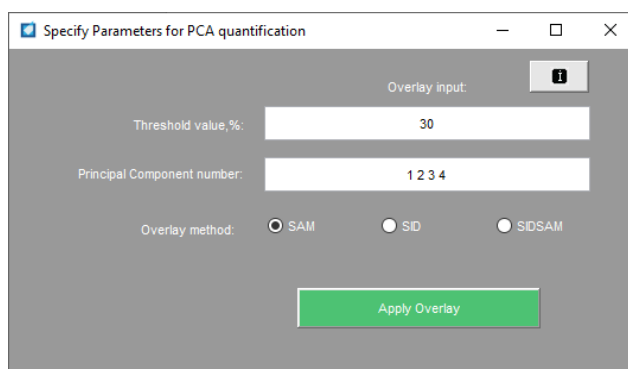 Specify Parameters for PCA quantification
Overlay input:
Threshold value,%: 30
Principal Component number: 1 2 3 4
Overlay method: SAM SID SIDSAM
Apply Overlay